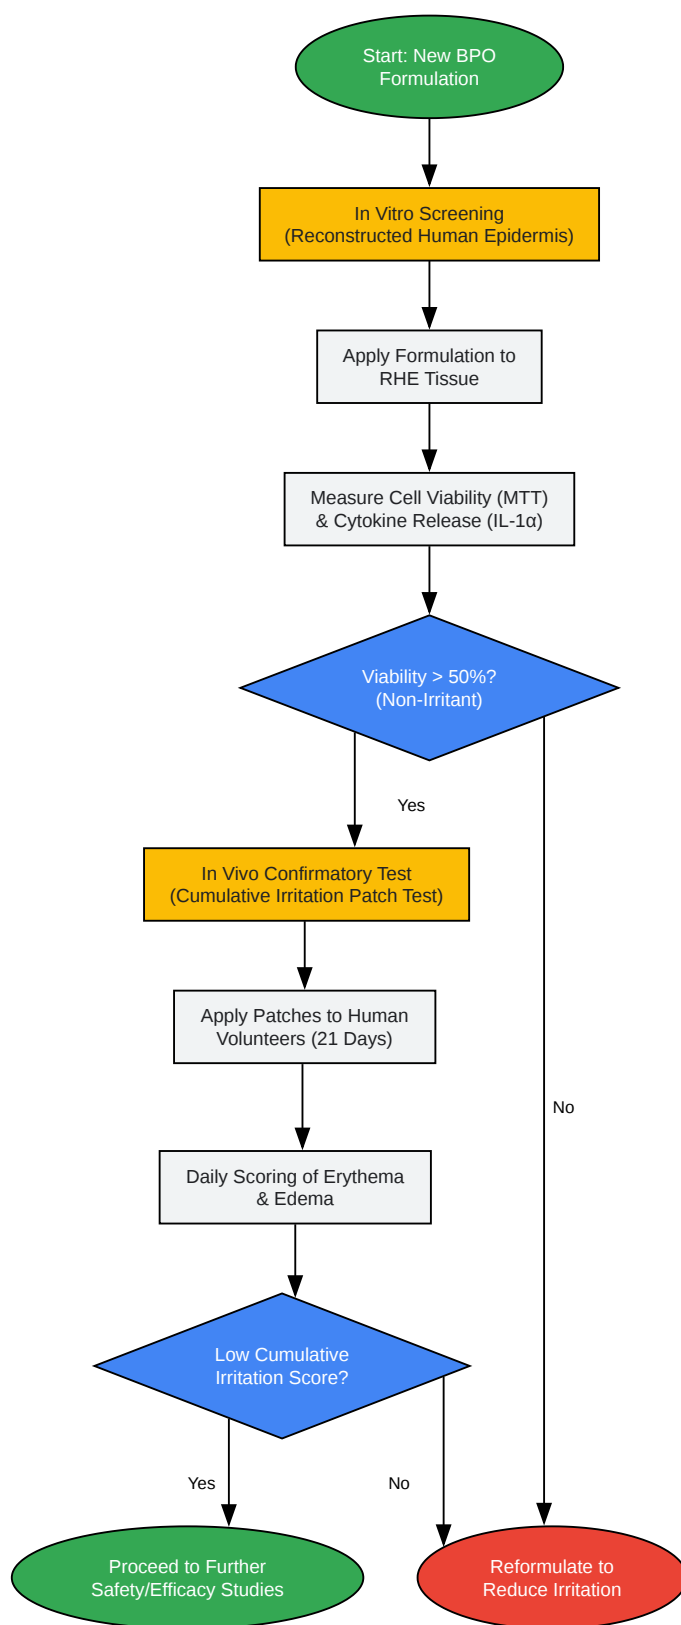 Start: New BPO
Formulation
In Vitro Screening
(Reconstructed Human Epidermis)
Apply Formulation to
RHE Tissue
Measure Cell Viability (MTT)
& Cytokine Release (IL-1α)
Viability > 50%?
(Non-Irritant)
Yes
In Vivo Confirmatory Test
(Cumulative Irritation Patch Test)
Apply Patches to Human
Volunteers (21 Days)
No
Daily Scoring of Erythema
& Edema
Low Cumulative
Irritation Score?
Yes
No
Proceed to Further
Safety/Efficacy Studies
Reformulate to
Reduce Irritation